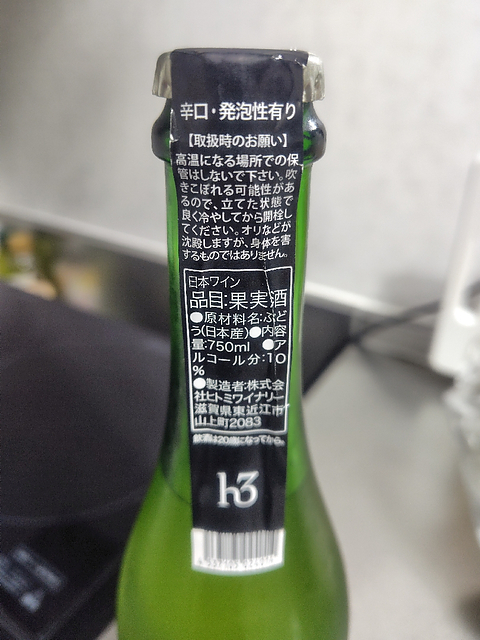 辛口・発泡性有り
【取扱時のお願い】
高温になる場所での保
管はしないで下さい。吹
きこぼれる可能性があ
るので、立てた状態で
良く冷やしてから開栓し
てください。オリなどが
沈殿しますが、身体を害
するものではありません。
日本ワイン
品目:果実酒
●原材料名:ぶど
う(日本産)●内容
量:750ml ●ア
ルコール分:10
%
●製造者:株式会
社ヒトミワイナリー
滋賀県東近江市
山上町2083
飲酒は20歳になってから。
h3